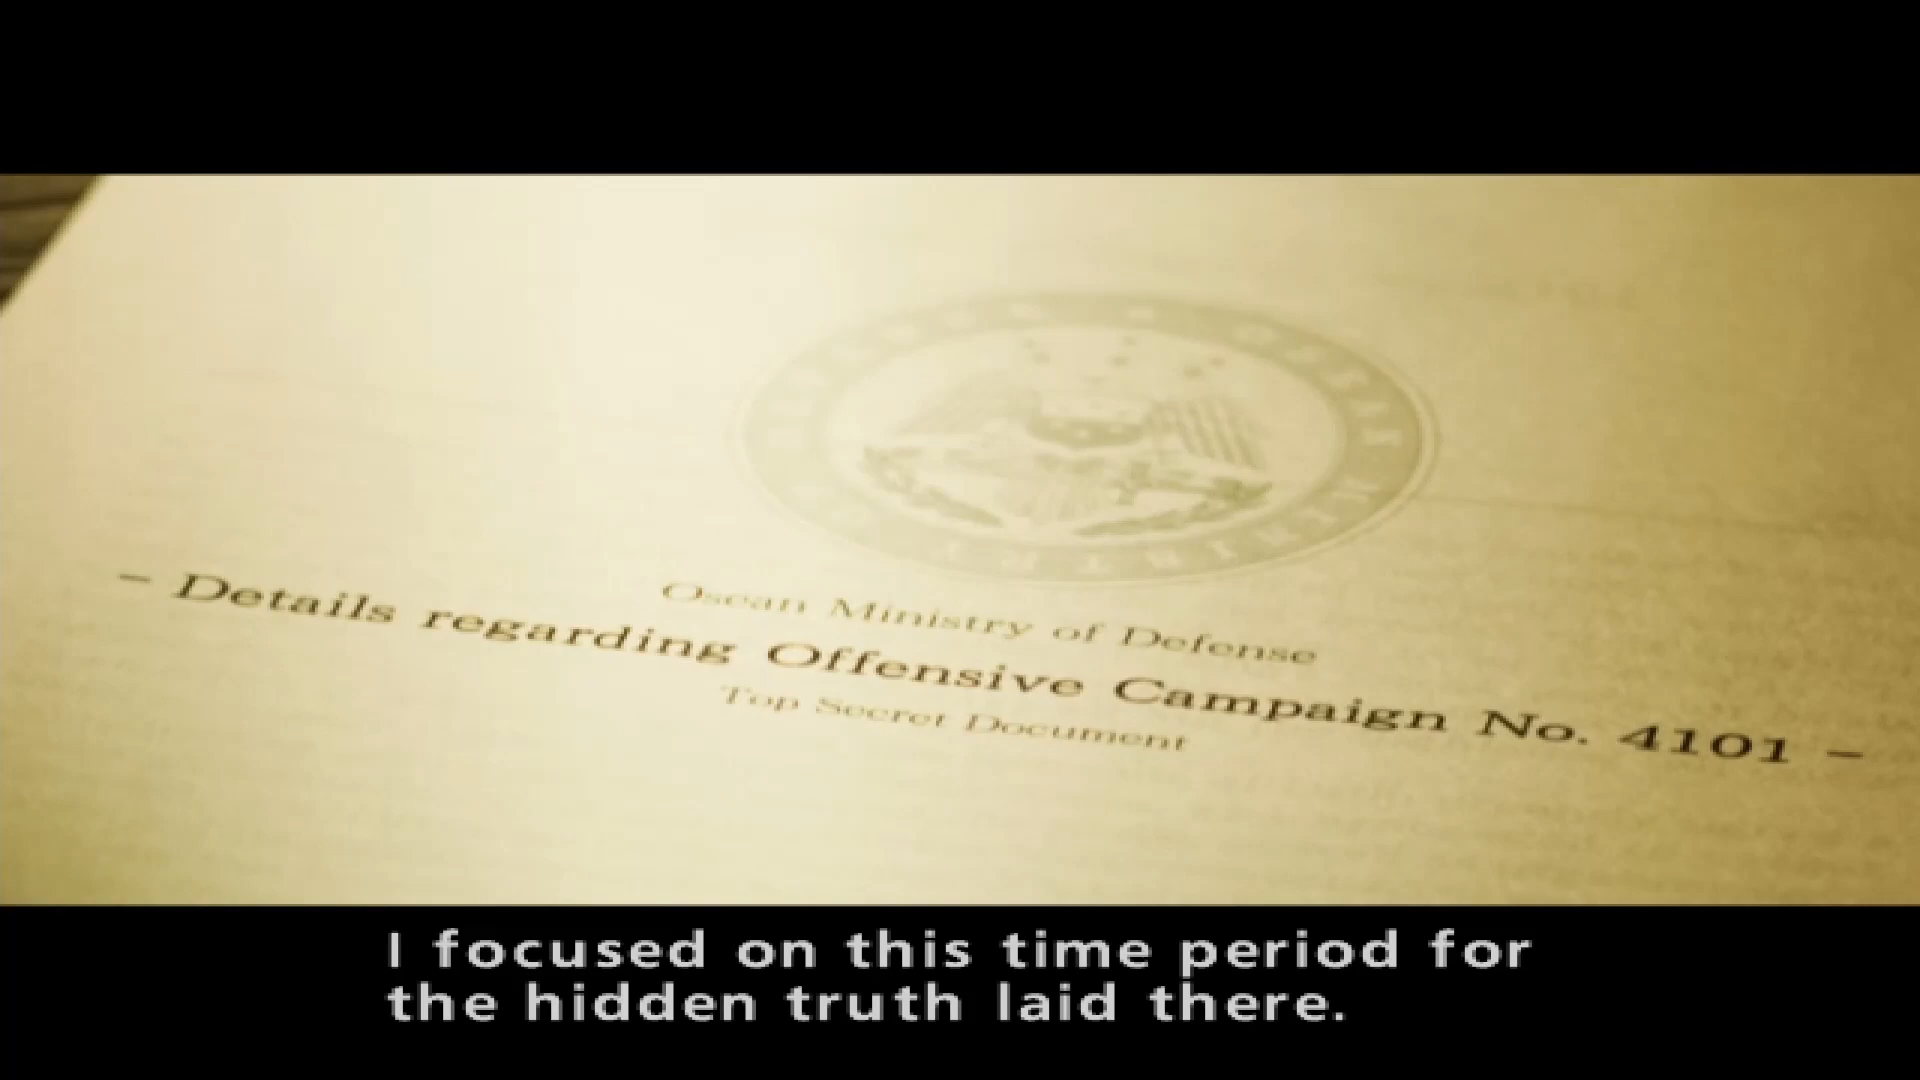 Osean Ministry of Defense
– Details regarding Offensive Campaign No. 4101 –
Top Secret Document
I focused on this time period for
the hidden truth laid there.